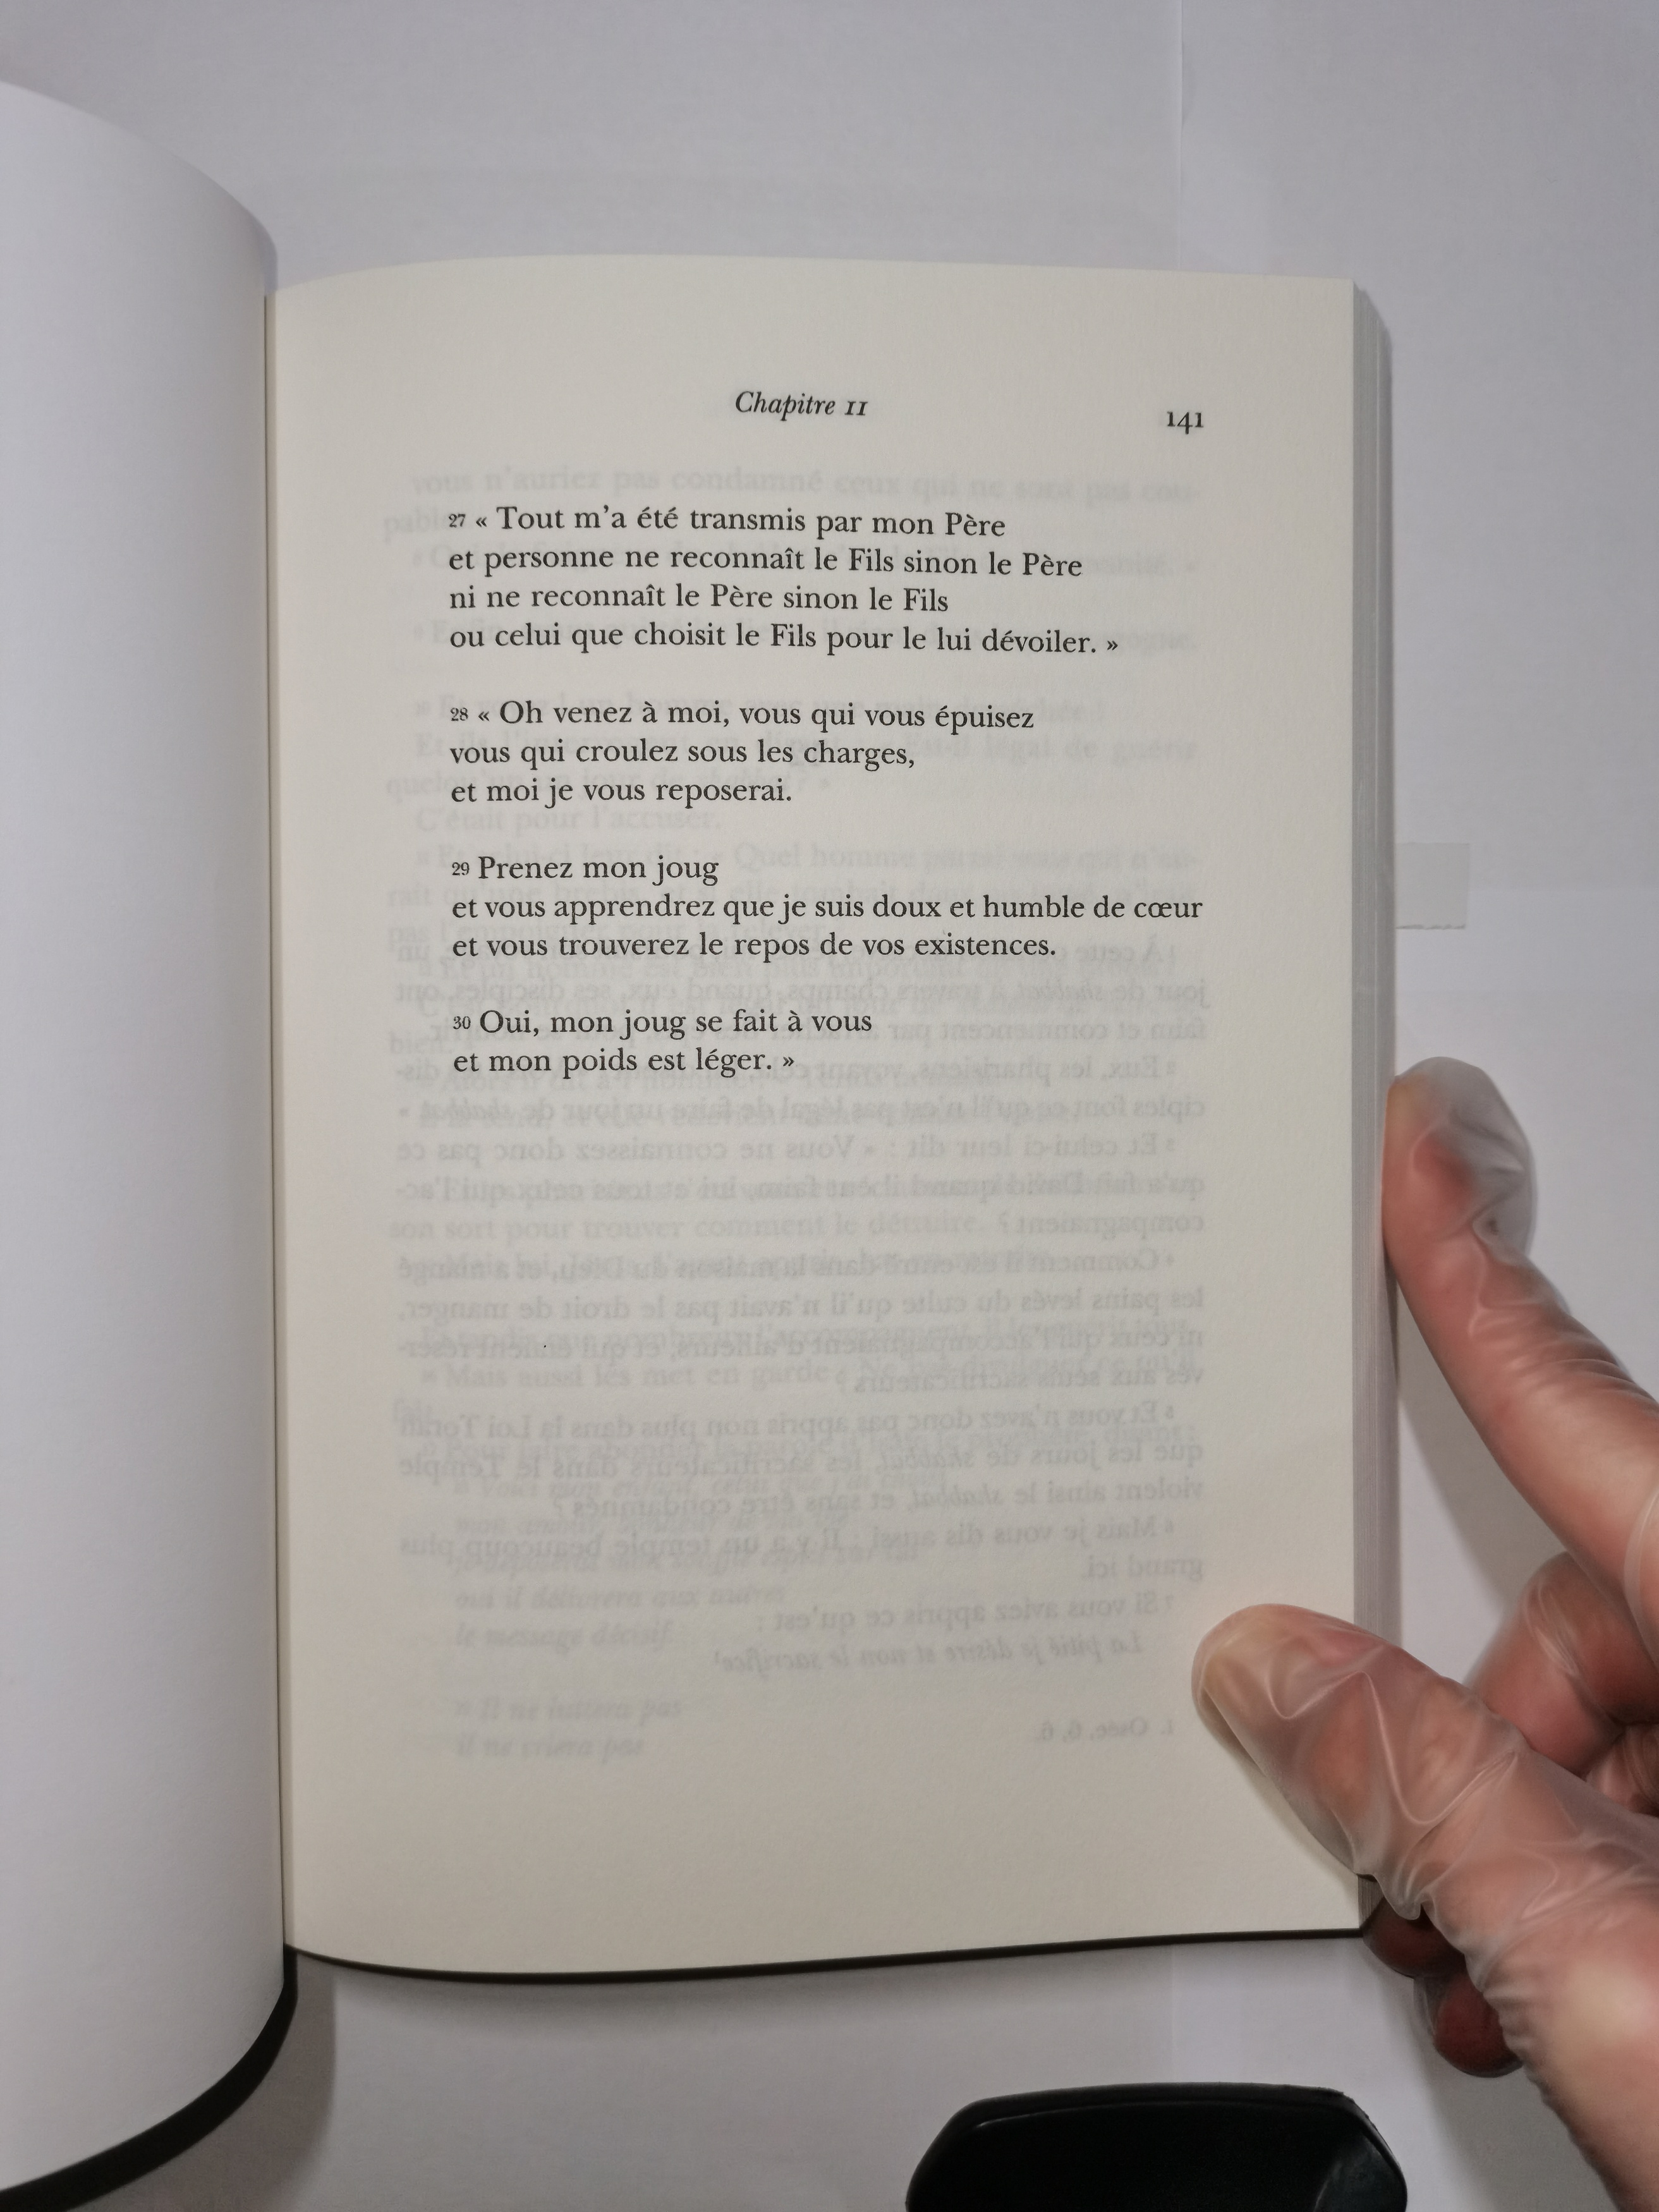 Chapitre 11
141
27 « Tout m'a été transmis par mon Père
et personne ne reconnaît le Fils sinon le Père
ni ne reconnaît le Père sinon le Fils
ou celui que choisit le Fils pour le lui dévoiler. »
28 « Oh venez à moi, vous qui vous épuisez
vous qui croulez sous les charges,
et moi je vous reposerai.
29 Prenez mon joug
et vous apprendrez que je suis doux et humble de cœur
et vous trouverez le repos de vos existences.
30 Oui, mon joug se fait à vous
et mon poids est léger. »